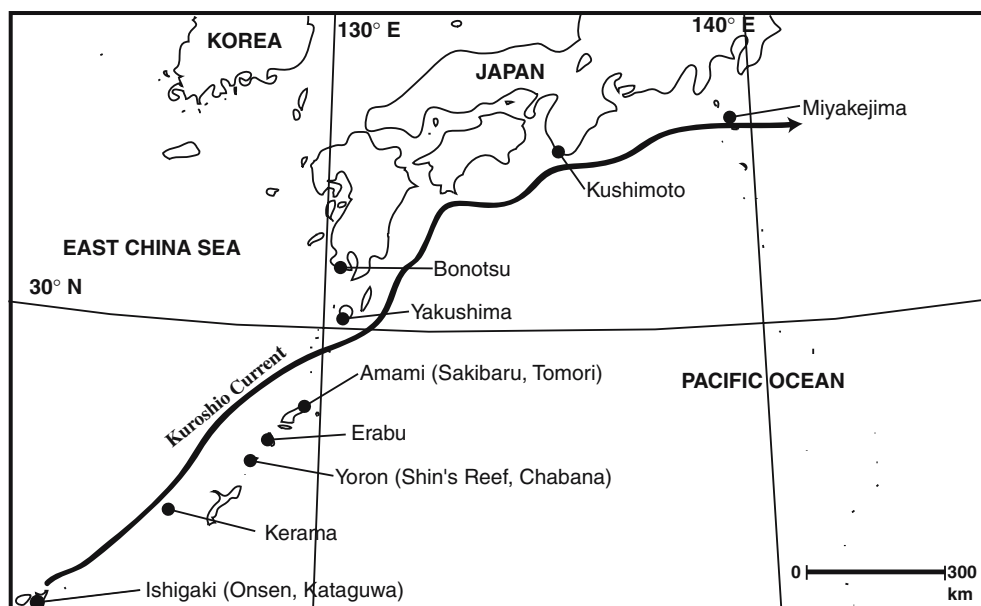 KOREA
130° E
140° E
JAPAN
Miyakejima
Kushimoto
EAST CHINA SEA
Bonotsu
30° N
Yakushima
Kuroshio Current
Amami (Sakibaru, Tomori)
PACIFIC OCEAN
Erabu
Yoron (Shin's Reef, Chabana)
Kerama
Ishigaki (Onsen, Kataguwa)
0 300
km